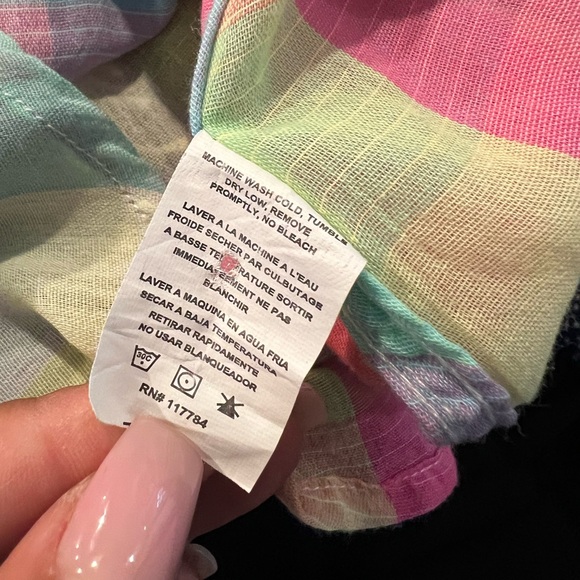 MACHINE WASH COLD, TUMBLE
DRY LOW, REMOVE
PROMPTLY, NO BLEACH
LAVER A LA MACHINE A L'EAU
FROIDE SECHER PAR CULBUTAGE
A BASSE TEMPERATURE SORTIR
IMMEDIATEMENT NE PAS
BLANCHIR
LAVER A MAQUINA EN AGUA FRIA
SECAR A BAJA TEMPERATURA
RETIRAR RAPIDAMENTE
NO USAR BLANQUEADOR
30C
RN# 117784